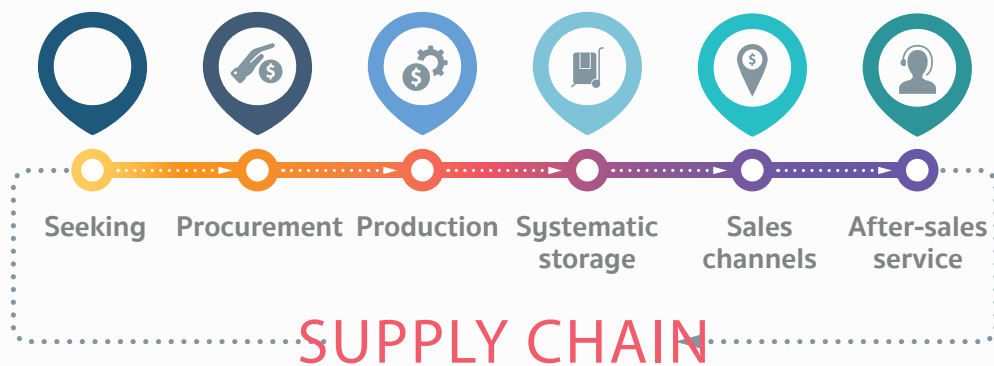 $
$
$
Seeking
Procurement
Production
Systematic
storage
Sales
channels
After-sales
service
SUPPLY CHAIN